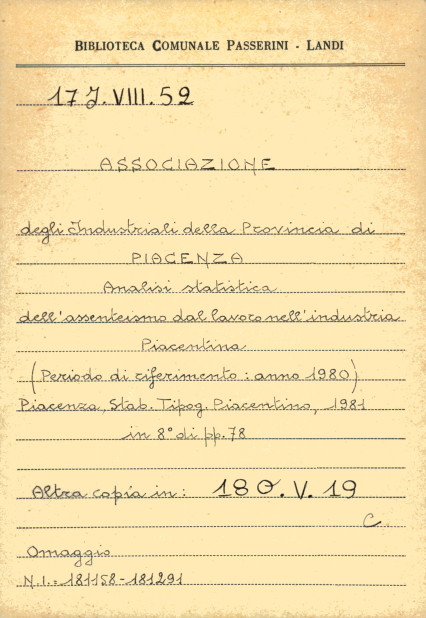 BIBLIOTECA COMUNALE PASSERINI - LANDI
17 J. VIII. 52
ASSOCIAZIONE
degli Industriali della Provincia di
PIACENZA
Analisi statistica
dell'assenteismo dal lavoro nell'industria
Piacentina
(Periodo di riferimento: anno 1980)
Piacenza, Stab. Tipog. Piacentino, 1981
in 8° di pp. 78
Altra copia in: 180. V. 19
C.
Omaggio
N.I.= 181158-181291